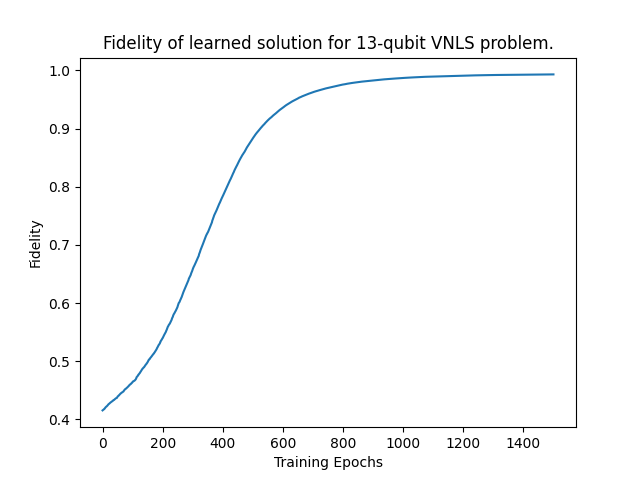 Fidelity of learned solution for 13-qubit VNLS problem.
1.0
0.9
0.8
0.7
0.6
0.5
0.4
Fidelity
0 200 400 600 800 1000 1200 1400
Training Epochs